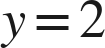 y = 2